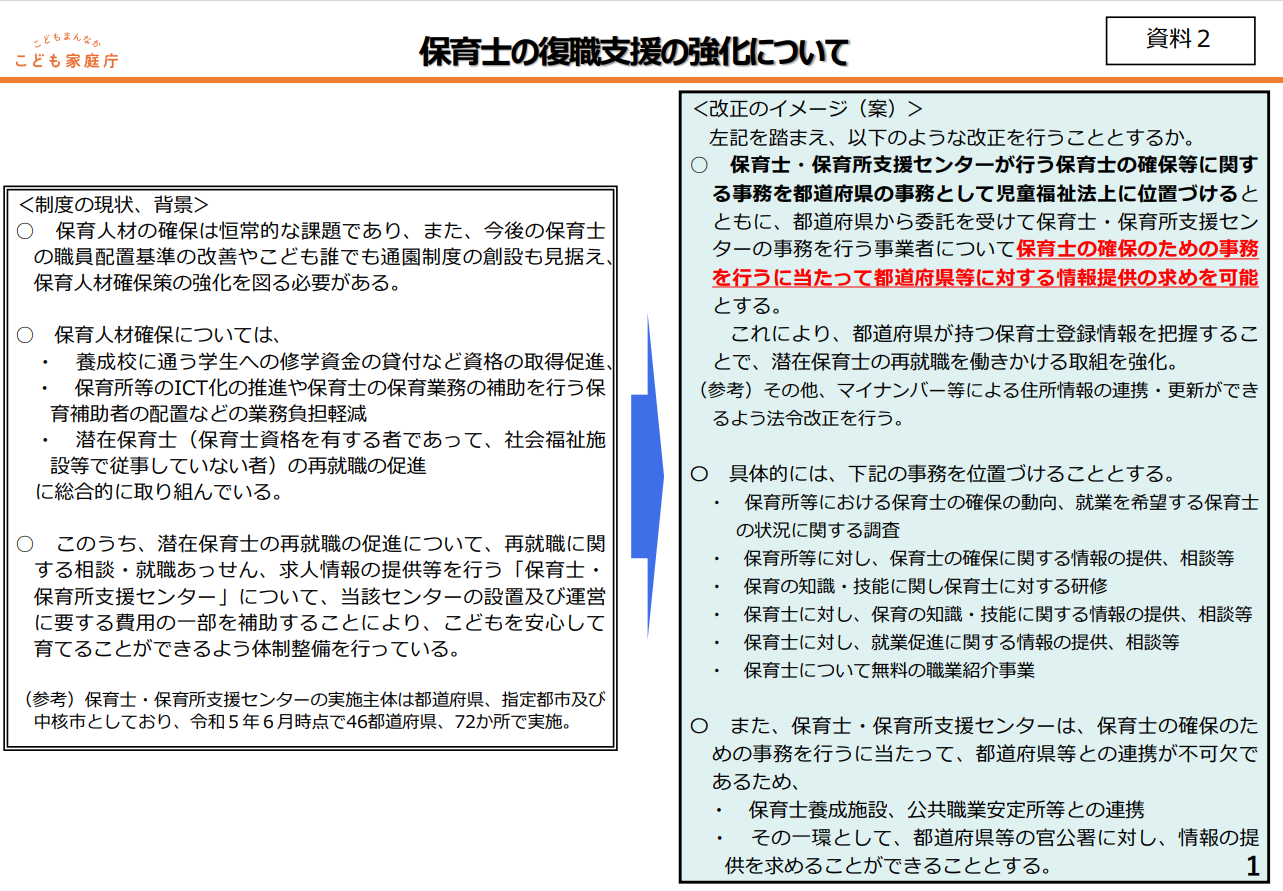 こどもまんなか
こども家庭庁
保育士の復職支援の強化について
資料２
＜制度の現状、背景＞
○　保育人材の確保は恒常的な課題であり、また、今後の保育士
の職員配置基準の改善やこども誰でも通園制度の創設も見据え、
保育人材確保策の強化を図る必要がある。
○　保育人材確保については、
・　養成校に通う学生への修学資金の貸付など資格の取得促進、
・　保育所等のICT化の推進や保育士の保育業務の補助を行う保
育補助者の配置などの業務負担軽減
・　潜在保育士（保育士資格を有する者であって、社会福祉施
設等で従事していない者）の再就職の促進
に総合的に取り組んでいる。
○　このうち、潜在保育士の再就職の促進について、再就職に関
する相談・就職あっせん、求人情報の提供等を行う「保育士・
保育所支援センター」について、当該センターの設置及び運営
に要する費用の一部を補助することにより、こどもを安心して
育てることができるよう体制整備を行っている。
（参考）保育士・保育所支援センターの実施主体は都道府県、指定都市及び
中核市としており、令和５年６月時点で46都道府県、72か所で実施。
＜改正のイメージ（案）＞
左記を踏まえ、以下のような改正を行うこととするか。
○　保育士・保育所支援センターが行う保育士の確保等に関す
る事務を都道府県の事務として児童福祉法上に位置づけると
ともに、都道府県から委託を受けて保育士・保育所支援セン
ターの事務を行う事業者について保育士の確保のための事務
を行うに当たって都道府県等に対する情報提供の求めを可能
とする。
これにより、都道府県が持つ保育士登録情報を把握するこ
とで、潜在保育士の再就職を働きかける取組を強化。
（参考）その他、マイナンバー等による住所情報の連携・更新ができ
るよう法令改正を行う。
○　具体的には、下記の事務を位置づけることとする。
・　保育所等における保育士の確保の動向、就業を希望する保育士
の状況に関する調査
・　保育所等に対し、保育士の確保に関する情報の提供、相談等
・　保育の知識・技能に関し保育士に対する研修
・　保育士に対し、保育の知識・技能に関する情報の提供、相談等
・　保育士に対し、就業促進に関する情報の提供、相談等
・　保育士について無料の職業紹介事業
○　また、保育士・保育所支援センターは、保育士の確保のた
めの事務を行うに当たって、都道府県等との連携が不可欠で
あるため、
・　保育士養成施設、公共職業安定所等との連携
・　その一環として、都道府県等の官公署に対し、情報の提
供を求めることができることとする。
1